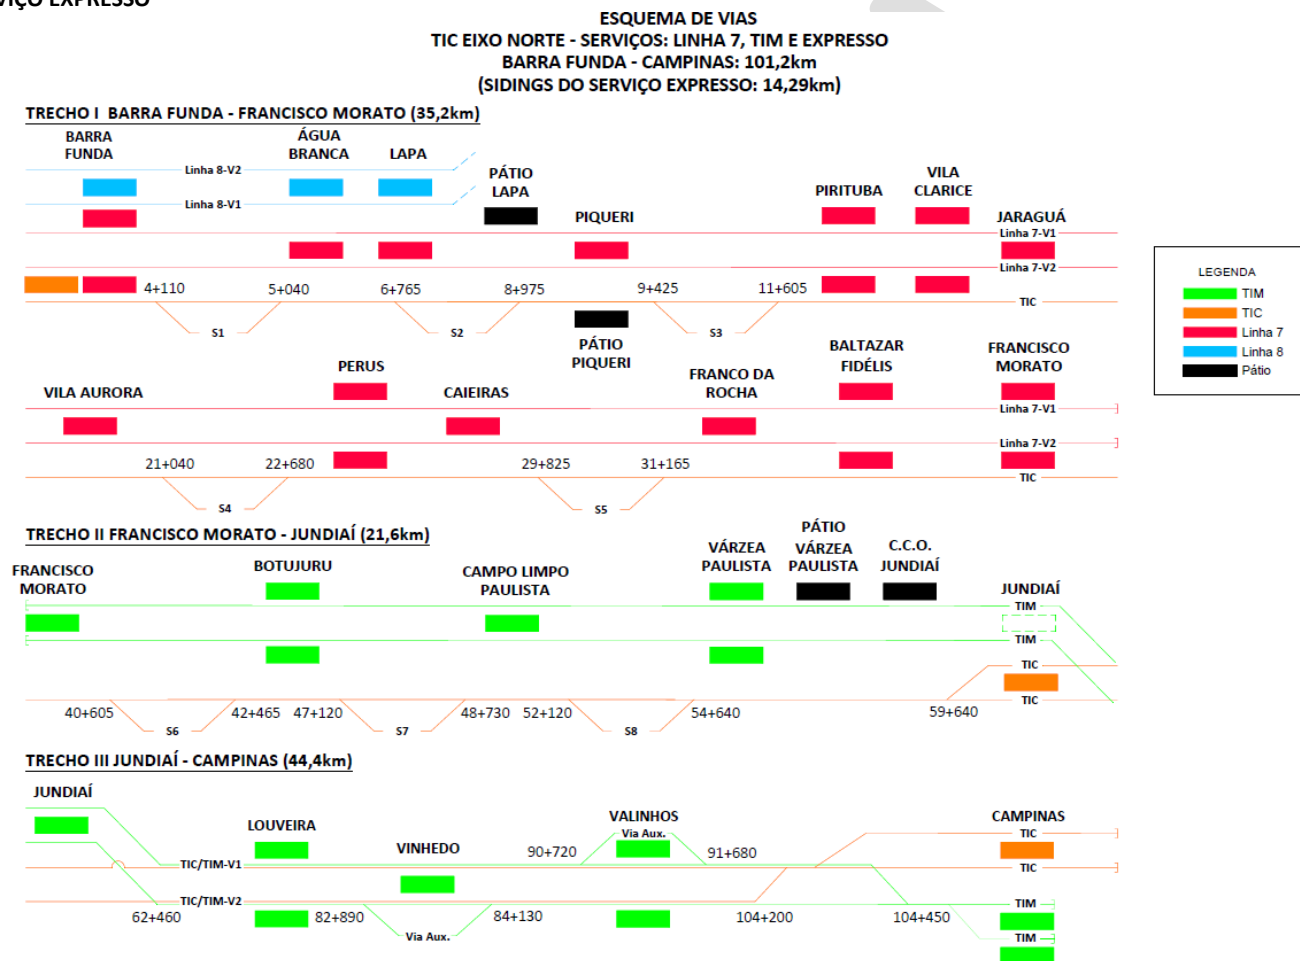 VIÇO EXPRESSO
ESQUEMA DE VIAS
TIC EIXO NORTE - SERVIÇOS: LINHA 7, TIM E EXPRESSO
BARRA FUNDA - CAMPINAS: 101,2km
(SIDINGS DO SERVIÇO EXPRESSO: 14,29km)
TRECHO I  BARRA FUNDA - FRANCISCO MORATO (35,2km)
BARRA
FUNDA
ÁGUA
BRANCA
LAPA
Linha 8-V2
Linha 8-V1
PÁTIO
LAPA
PIQUERI
PIRITUBA
VILA
CLARICE
JARAGUÁ
Linha 7-V1
Linha 7-V2
TIC
4+110
5+040
6+765
8+975
9+425
11+605
S1
S2
S3
PÁTIO
PIQUERI
LEGENDA
TIM
TIC
Linha 7
Linha 8
Pátio
VILA AURORA
PERUS
CAIEIRAS
FRANCO DA
ROCHA
BALTAZAR
FIDÉLIS
FRANCISCO
MORATO
Linha 7-V1
Linha 7-V2
TIC
21+040
22+680
29+825
31+165
S4
S5
TRECHO II FRANCISCO MORATO - JUNDIAÍ (21,6km)
FRANCISCO
MORATO
BOTUJURU
CAMPO LIMPO
PAULISTA
VÁRZEA
PAULISTA
PÁTIO
VÁRZEA
PAULISTA
C.C.O.
JUNDIAÍ
JUNDIAÍ
TIM
TIM
TIC
TIC
40+605
42+465
47+120
48+730
52+120
54+640
59+640
S6
S7
S8
TRECHO III JUNDIAÍ - CAMPINAS (44,4km)
JUNDIAÍ
LOUVEIRA
VINHEDO
VALINHOS
Via Aux.
CAMPINAS
TIC
TIC
90+720
91+680
TIC/TIM-V1
TIC/TIM-V2
TIM
TIM
62+460
82+890
84+130
104+200
104+450
Via Aux.